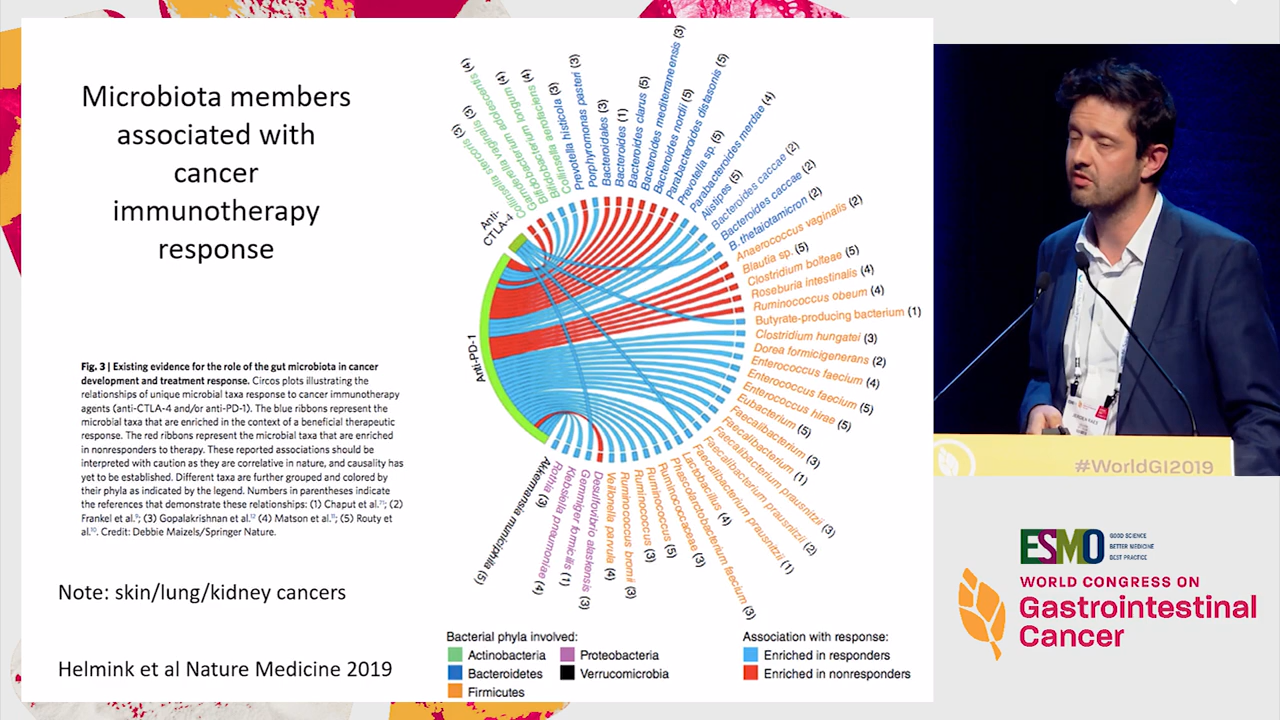 Microbiota members
associated with
cancer
immunotherapy
response
Fig. 3 | Existing evidence for the role of the gut microbiota in cancer
development and treatment response. Circos plots illustrating the
relationships of unique microbial taxa response to cancer immunotherapy
agents (anti-CTLA-4 and/or anti-PD-1). The blue ribbons represent the
microbial taxa that are enriched in the context of a beneficial therapeutic
response. The red ribbons represent the microbial taxa that are enriched
in nonresponders to therapy. These reported associations should be
interpreted with caution as they are correlative in nature, and causality has
yet to be established. Different taxa are further grouped and colored by
their phyla as indicated by the legend. Numbers in parentheses indicate
the references that demonstrate these relationships: (1) Chaput et al.; (2)
Frankel et al.; (3) Gopalakrishnan et al. (4) Matson et al.; (5) Routy et
al. Credit: Debbie Maizels/Springer Nature.
Note: skin/lung/kidney cancers
Helmink et al Nature Medicine 2019
Anti-
CTLA-4
Anti-PD-1
Collinsella stercoris (3)
Gardnerella vaginalis (3)
Bifidobacterium adolescentis (4)
Bifidobacterium longum (4)
Collinsella aerofaciens (4)
Prevotella histicola (3)
Porphyromonas pasteri (3)
Bacteroidales (3)
Bacteroides (1)
Bacteroides clarus (5)
Bacteroides mediterraneensis (3)
Bacteroides nordii (5)
Parabacteroides distasonis (5)
Prevotella sp. (5)
Parabacteroides merdae (4)
Alistipes (5)
Bacteroides caccae (2)
Bacteroides caccae (2)
B. thetaiotamicron (2)
Anaerococcus vaginalis (2)
Blautia sp. (5)
Clostridium bolteae (5)
Roseburia intestinalis (4)
Ruminococcus obeum (4)
Butyrate-producing bacterium (1)
Clostridium hungatei (3)
Dorea formicigenerans (2)
Enterococcus faecium (4)
Enterococcus faecium (5)
Enterococcus hirae (5)
Eubacterium (5)
Faecalibacterium (3)
Faecalibacterium (1)
Faecalibacterium prausnitzii (3)
Faecalibacterium prausnitzii (2)
Faecalibacterium prausnitzii (1)
Lactobacillus (4)
Phascolarctobacterium faecium (3)
Ruminococcaceae (3)
Ruminococcus (5)
Ruminococcus (3)
Ruminococcus bromii (3)
Veillonella parvula (4)
Desulfovibrio alaskensis (3)
Gemmiger formicilis (1)
Klebsiella pneumoniae (4)
Rothia (3)
Akkermansia muciniphila (5)
Bacterial phyla involved:
Actinobacteria
Bacteroidetes
Firmicutes
Proteobacteria
Verrucomicrobia
Association with response:
Enriched in responders
Enriched in nonresponders
#WorldGI2019
ESMO
GOOD SCIENCE
BETTER MEDICINE
BEST PRACTICE
WORLD CONGRESS ON
Gastrointestinal
Cancer